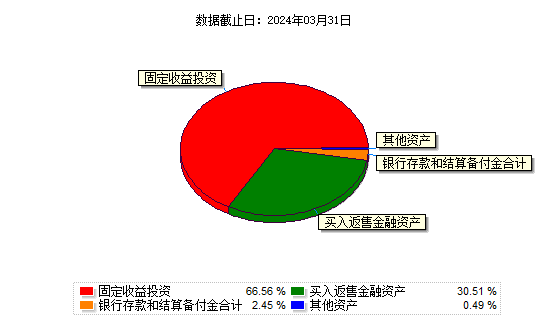 数据截止日：2024年03月31日
固定收益投资
其他资产
银行存款和结算备付金合计
买入返售金融资产
固定收益投资 66.56 % 买入返售金融资产 30.51 %
银行存款和结算备付金合计 2.45 % 其他资产 0.49 %